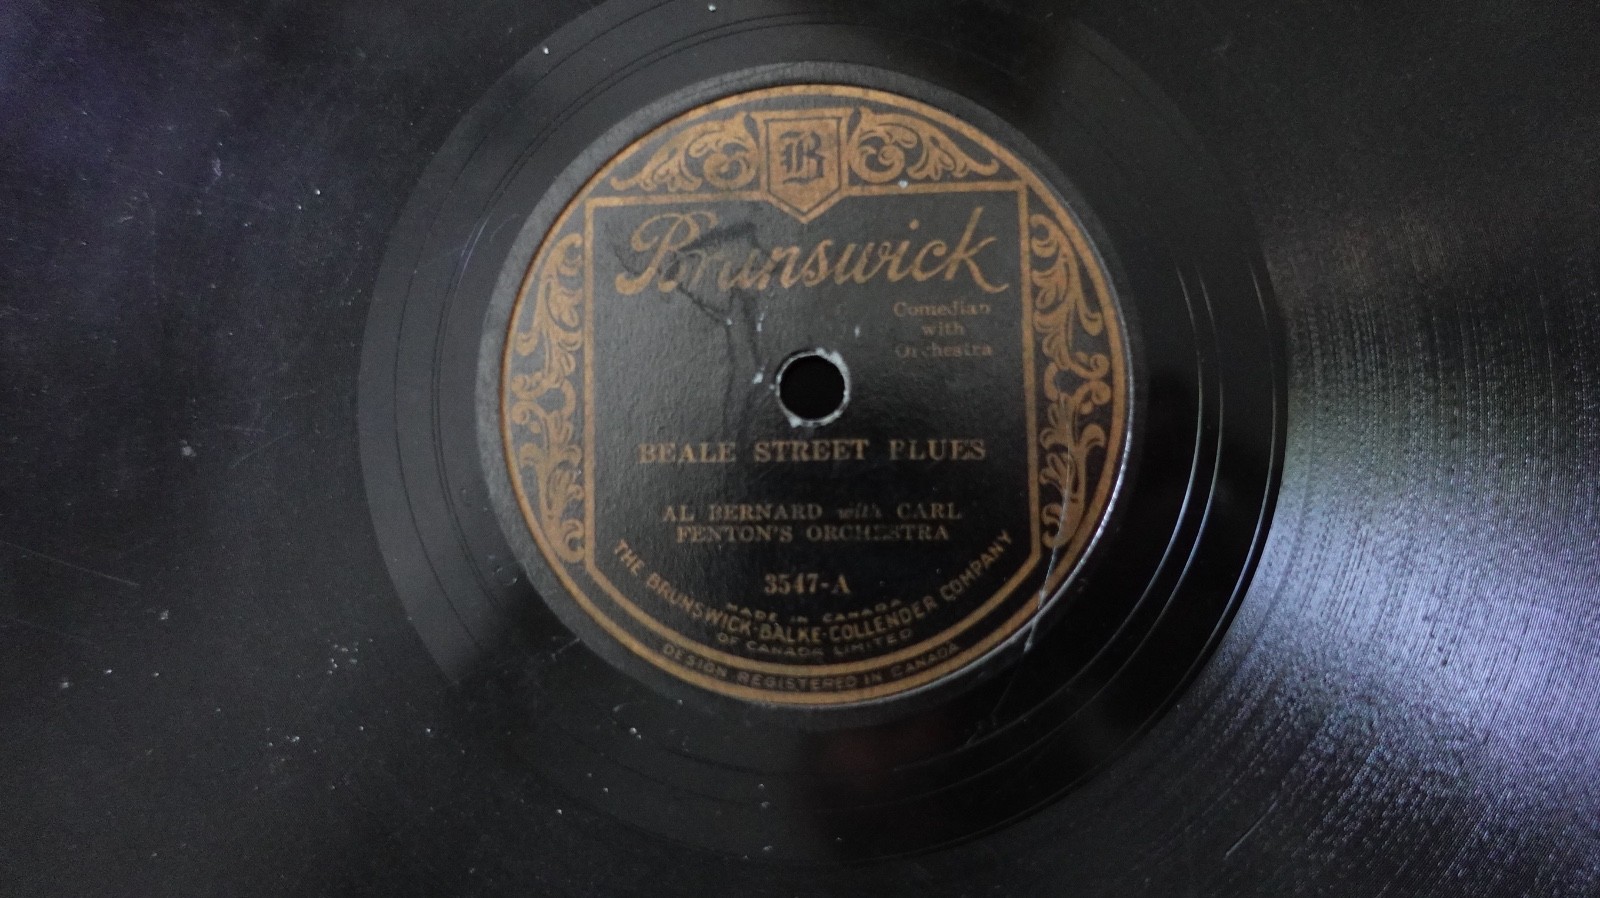 B
Brunswick
Comedian
with
Orchestra
BEALE STREET BLUES
AL BERNARD with CARL
FENTON'S ORCHESTRA
3547-A
MADE IN CANADA
THE BRUNSWICK-BALKE-COLLENDER COMPANY
OF CANADA LIMITED
DESIGN REGISTERED IN CANADA